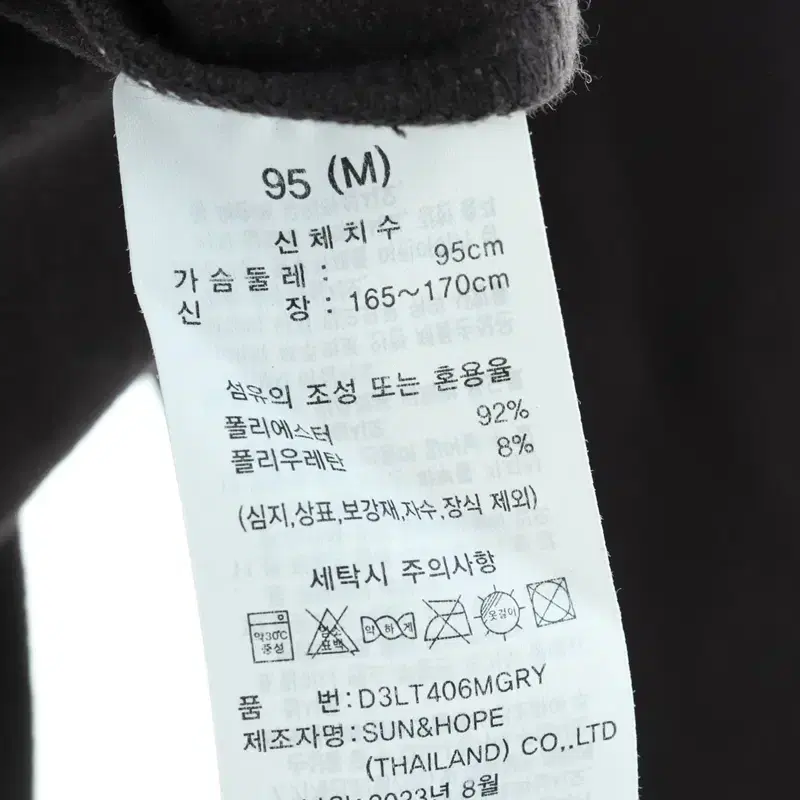 95 (M)
신체치수
가슴둘레 : 95cm
신 장 : 165~170cm
섬유의 조성 또는 혼용율
폴리에스터 92%
폴리우레탄 8%
(심지,상표,보강재,자수,장식 제외)
세탁시 주의사항
약30℃ 중성 염소 표백 약하게 옷걸이
품 번 : D3LT406MGRY
제조자명 : SUN&HOPE
(THAILAND) CO,.LTD
2023년 8월